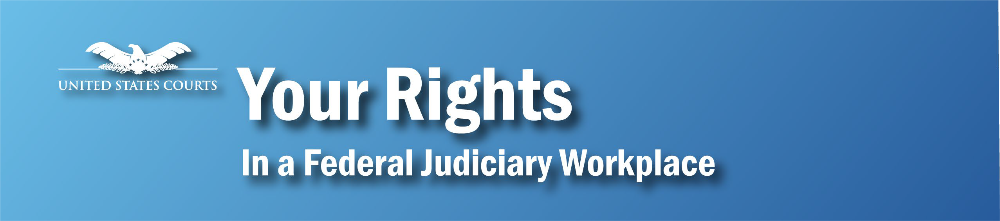 UNITED STATES COURTS
Your Rights
In a Federal Judiciary Workplace